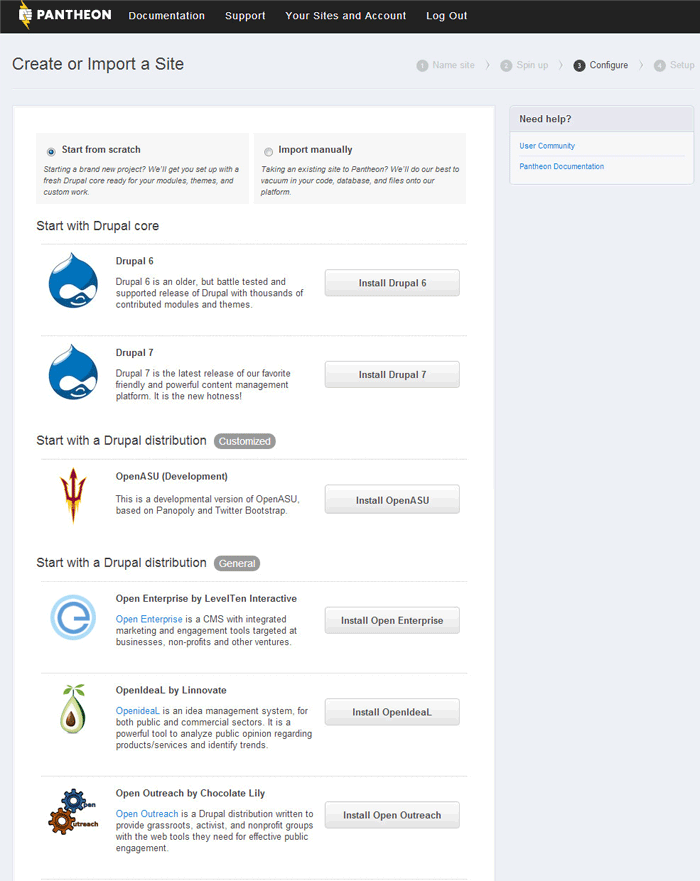 PANTHEON Documentation Support Your Sites and Account Log Out
Create or Import a Site
1 Name site 2 Spin up 3 Configure 4 Setup
Need help?
User Community
Pantheon Documentation
Start from scratch
Starting a brand new project? We'll get you set up with a
fresh Drupal core ready for your modules, themes, and
custom work.
Import manually
Taking an existing site to Pantheon? We'll do our best to
vacuum in your code, database, and files onto our
platform.
Start with Drupal core
Drupal 6
Drupal 6 is an older, but battle tested and
supported release of Drupal with thousands of
contributed modules and themes.
Install Drupal 6
Drupal 7
Drupal 7 is the latest release of our favorite
friendly and powerful content management
platform. It is the new hotness!
Install Drupal 7
Start with a Drupal distribution Customized
OpenASU (Development)
This is a developmental version of OpenASU,
based on Panopoly and Twitter Bootstrap.
Install OpenASU
Start with a Drupal distribution General
Open Enterprise by LevelTen Interactive
Open Enterprise is a CMS with integrated
marketing and engagement tools targeted at
businesses, non-profits and other ventures.
Install Open Enterprise
OpenIdeaL by Linnovate
OpenideaL is an idea management system, for
both public and commercial sectors. It is a
powerful tool to analyze public opinion regarding
products/services and identify trends.
Install OpenIdeaL
Open Outreach by Chocolate Lily
Open Outreach is a Drupal distribution written to
provide grassroots, activist, and nonprofit groups
with the web tools they need for effective public
engagement.
Install Open Outreach
pen
utreach